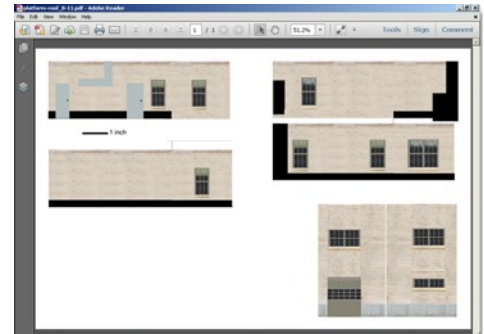 platform-roof_8-11.pdf - Adobe Reader
File Edit View Window Help
1 / 1 51.2% Tools Sign Comment
1 inch